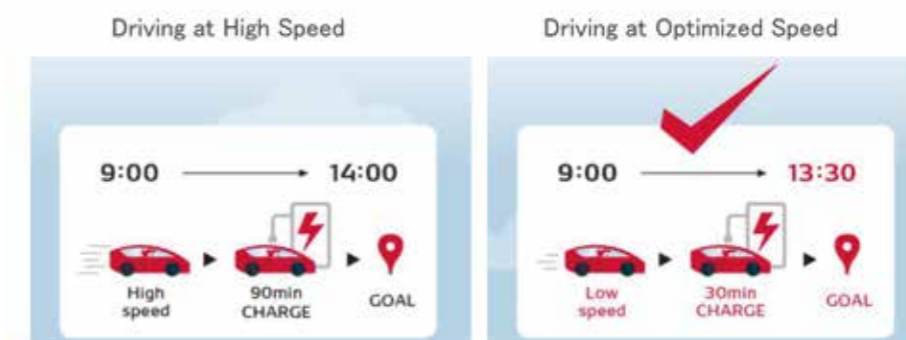 Driving at High Speed
Driving at Optimized Speed
9:00
14:00
High
speed
90min
CHARGE
GOAL
9:00
13:30
Low
speed
30min
CHARGE
GOAL